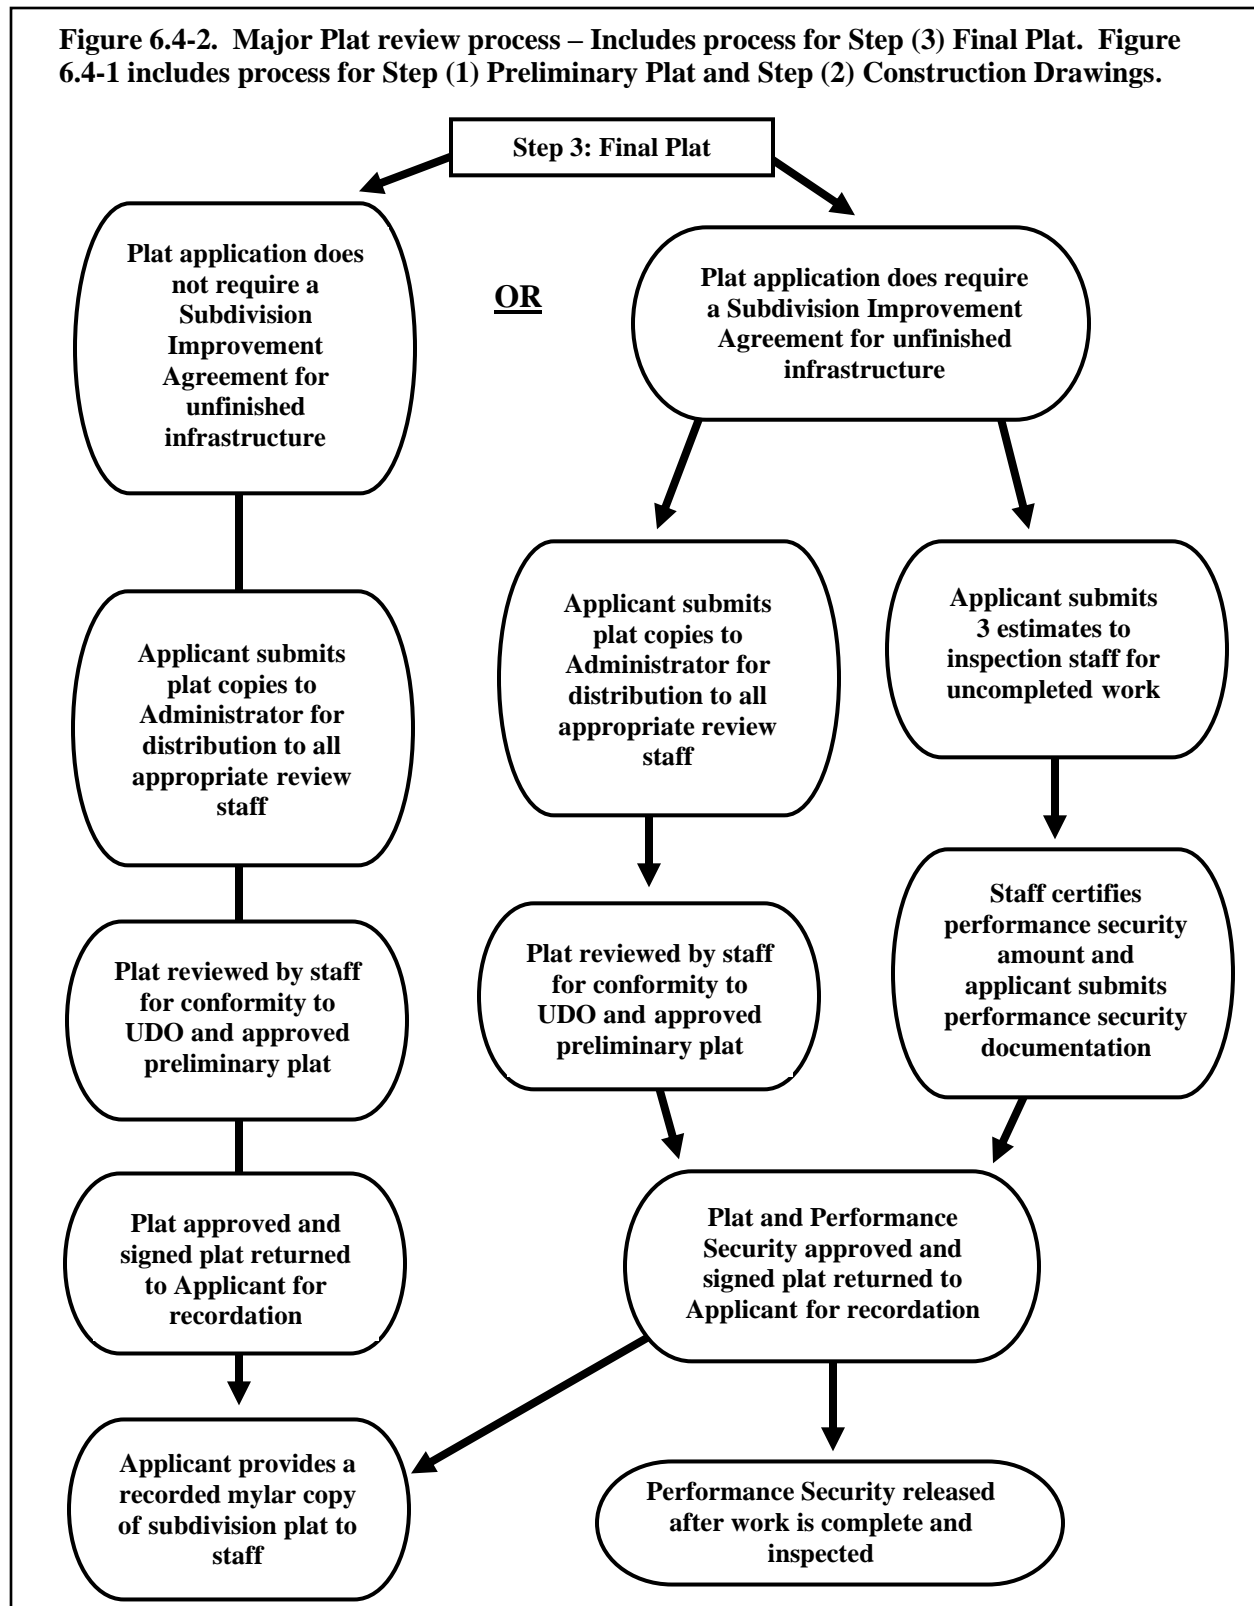 Figure 6.4-2.  Major Plat review process – Includes process for Step (3) Final Plat.  Figure
6.4-1 includes process for Step (1) Preliminary Plat and Step (2) Construction Drawings.
Step 3: Final Plat
Plat application does
not require a
Subdivision
Improvement
Agreement for
unfinished
infrastructure
OR
Plat application does require
a Subdivision Improvement
Agreement for unfinished
infrastructure
Applicant submits
plat copies to
Administrator for
distribution to all
appropriate review
staff
Applicant submits
plat copies to
Administrator for
distribution to all
appropriate review
staff
Applicant submits
3 estimates to
inspection staff for
uncompleted work
Plat reviewed by staff
for conformity to
UDO and approved
preliminary plat
Plat reviewed by staff
for conformity to
UDO and approved
preliminary plat
Staff certifies
performance security
amount and
applicant submits
performance security
documentation
Plat approved and
signed plat returned
to Applicant for
recordation
Plat and Performance
Security approved and
signed plat returned to
Applicant for recordation
Applicant provides a
recorded mylar copy
of subdivision plat to
staff
Performance Security released
after work is complete and
inspected